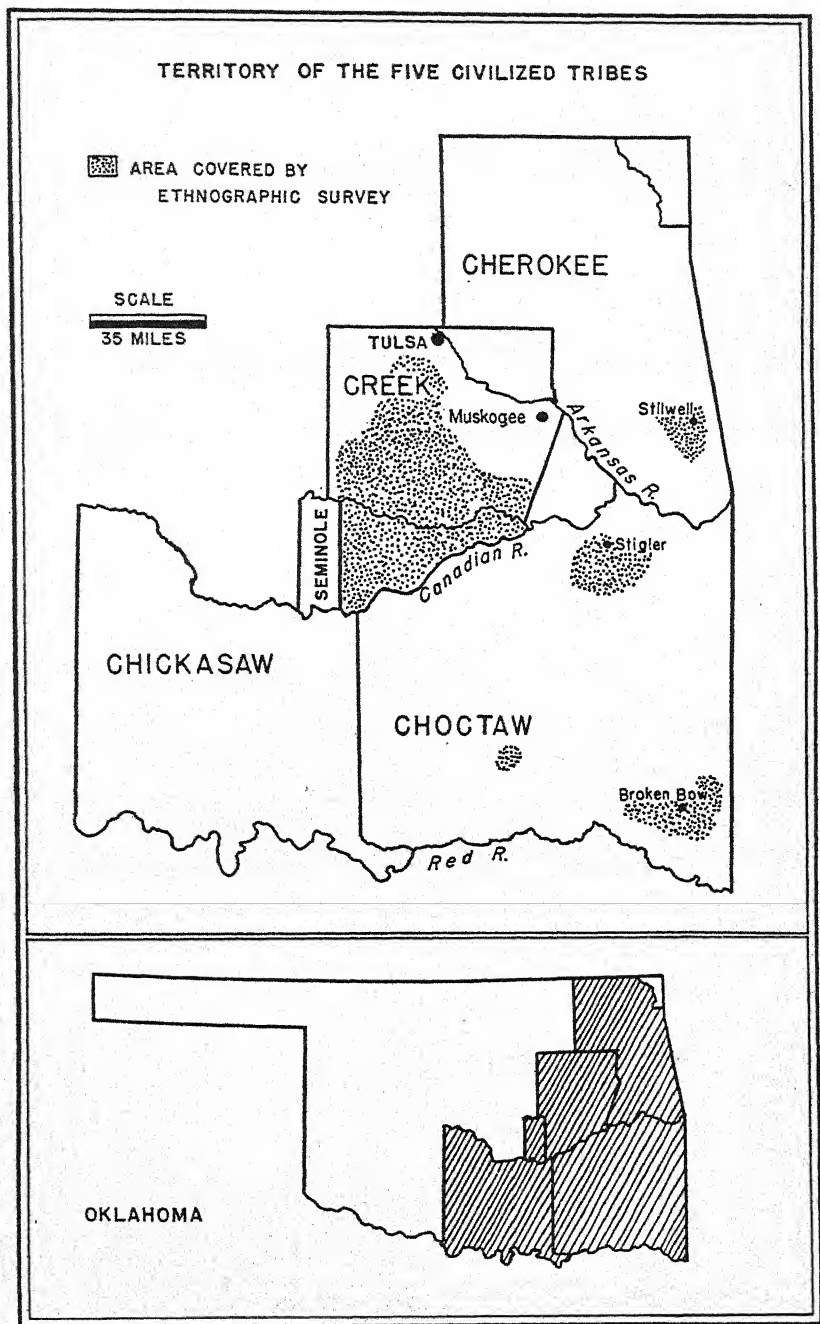 TERRITORY OF THE FIVE CIVILIZED TRIBES
AREA COVERED BY
ETHNOGRAPHIC SURVEY
CHEROKEE
SCALE
35 MILES
TULSA
CREEK
Muskogee
Arkansas R.
Stilwell
SEMINOLE
Canadian R.
Stigler
CHICKASAW
CHOCTAW
Broken Bow
Red R.
OKLAHOMA